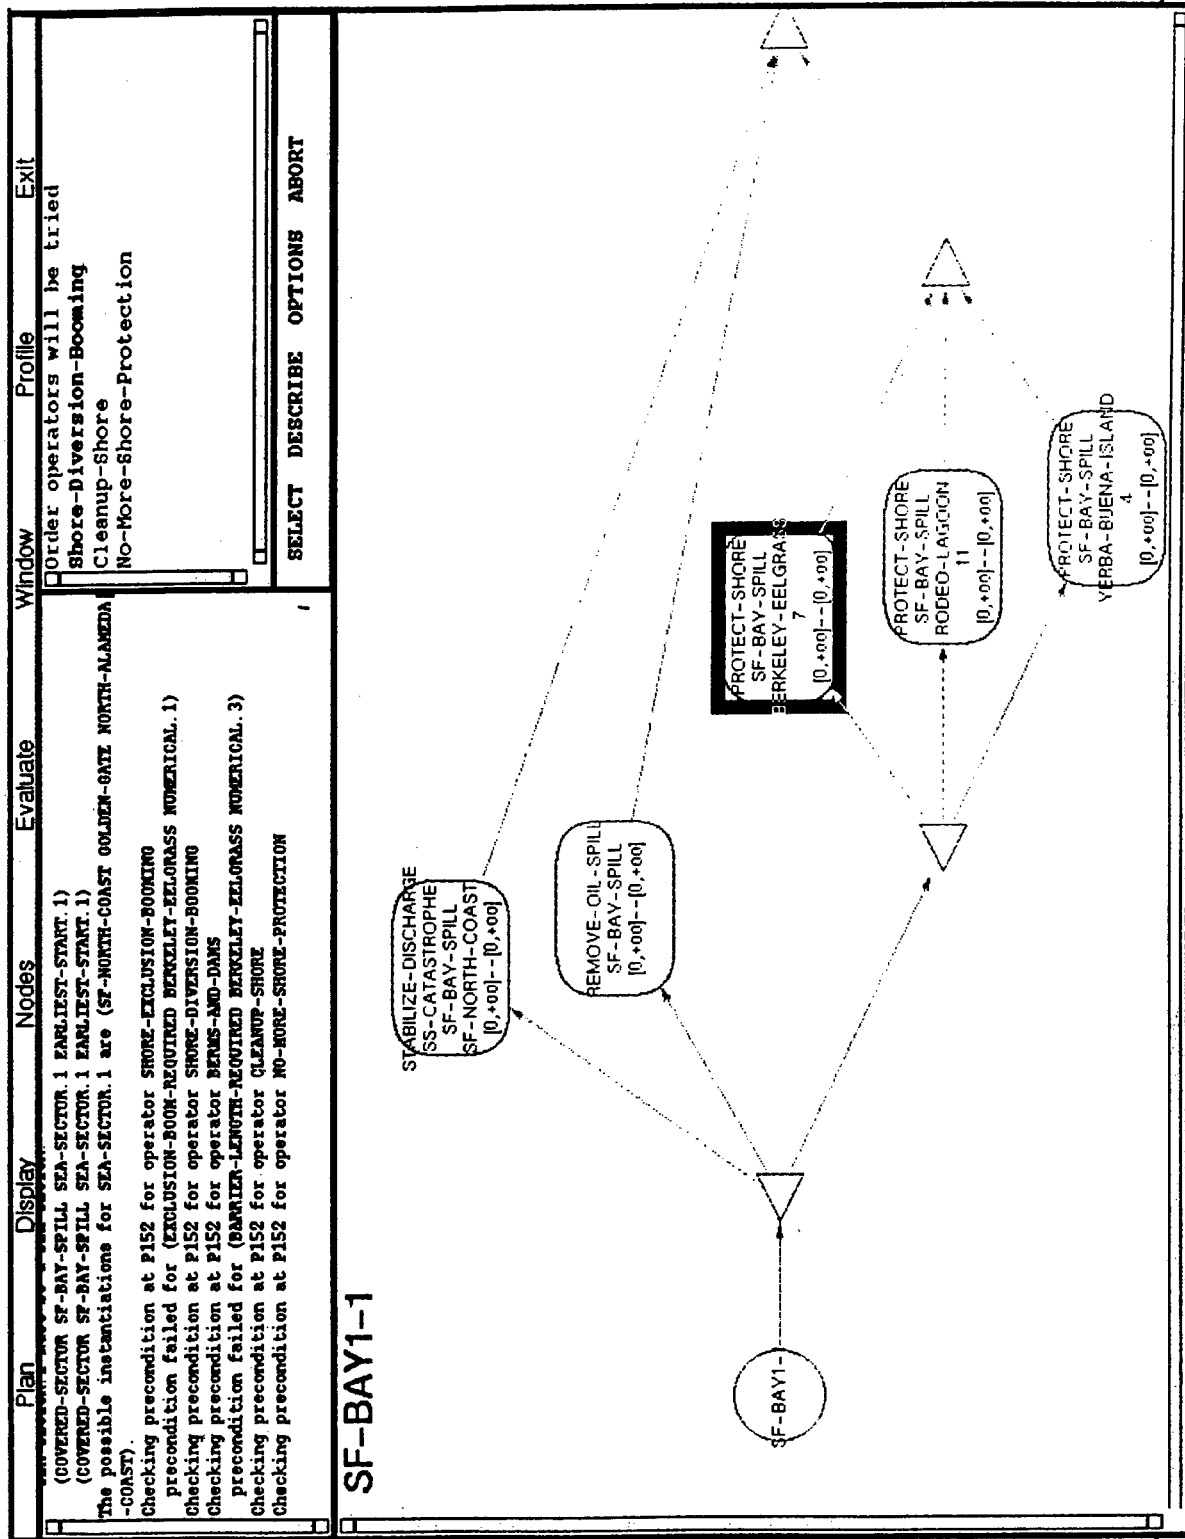 Plan Display Nodes Evaluate Window Profile Exit
(COVERED-SECTOR SF-BAY-SPILL SEA-SECTOR.1 EARLIEST-START.1)
(COVERED-SECTOR SF-BAY-SPILL SEA-SECTOR.1 EARLIEST-START.1)
The possible instantiations for SEA-SECTOR.1 are (SF-NORTH-COAST GOLDEN-GATE NORTH-ALAMEDA
-COAST).
Checking precondition at P152 for operator SHORE-EXCLUSION-BOOMING
precondition failed for (EXCLUSION-BOOM-REQUIRED BERKELEY-EELGRASS NUMERICAL.1)
Checking precondition at P152 for operator SHORE-DIVERSION-BOOMING
Checking precondition at P152 for operator BERMS-AND-DAMS
precondition failed for (BARRIER-LENGTH-REQUIRED BERKELEY-EELGRASS NUMERICAL.3)
Checking precondition at P152 for operator CLEANUP-SHORE
Checking precondition at P152 for operator NO-MORE-SHORE-PROTECTION
Order operators will be tried
Shore-Diversion-Booming
Cleanup-Shore
No-More-Shore-Protection
SELECT DESCRIBE OPTIONS ABORT
SF-BAY1-1
SF-BAY1-
STABILIZE-DISCHARGE
SS-CATASTROPHE
SF-BAY-SPILL
SF-NORTH-COAST
[0,+oo]--[0,+oo]
REMOVE-OIL-SPILL
SF-BAY-SPILL
[0,+oo]--[0,+oo]
PROTECT-SHORE
SF-BAY-SPILL
BERKELEY-EELGRASS
7
[0,+oo]--[0,+oo]
PROTECT-SHORE
SF-BAY-SPILL
RODEO-LAGOON
11
[0,+oo]--[0,+oo]
PROTECT-SHORE
SF-BAY-SPILL
YERBA-BUENA-ISLAND
4
[0,+oo]--[0,+oo]